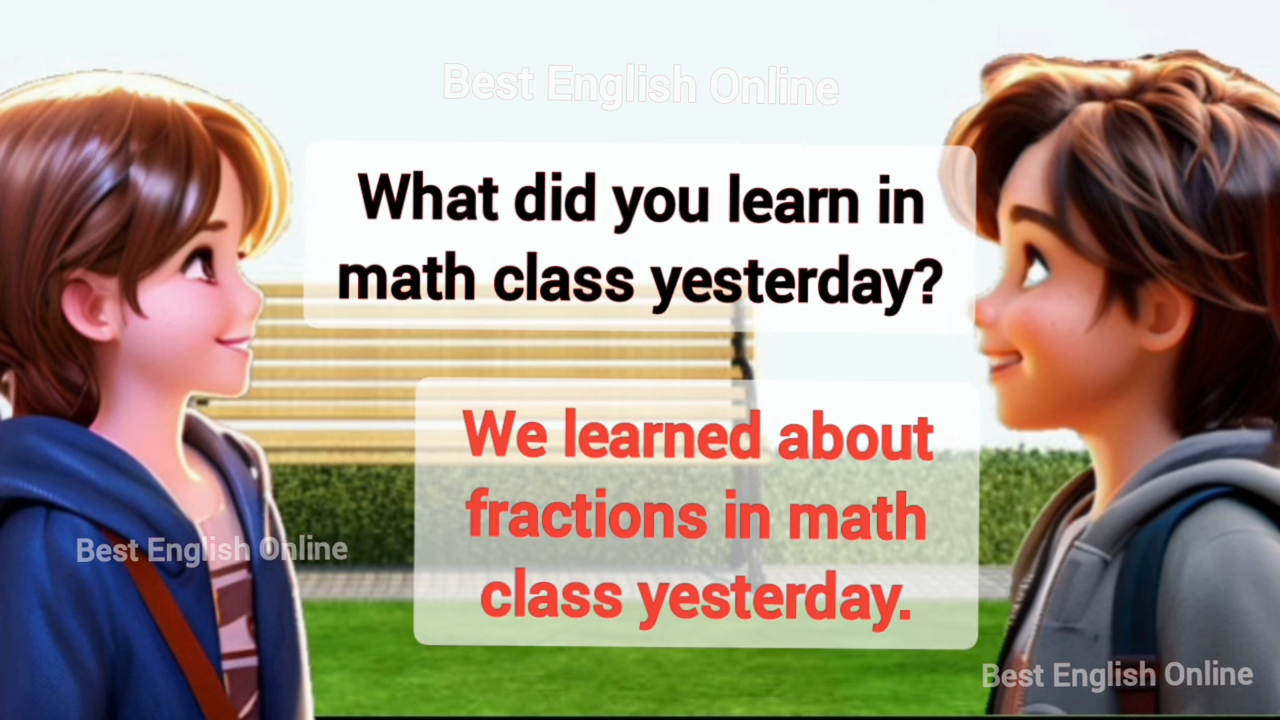 Best English Online
What did you learn in
math class yesterday?
We learned about
fractions in math
class yesterday.
Best English Online
Best English Online